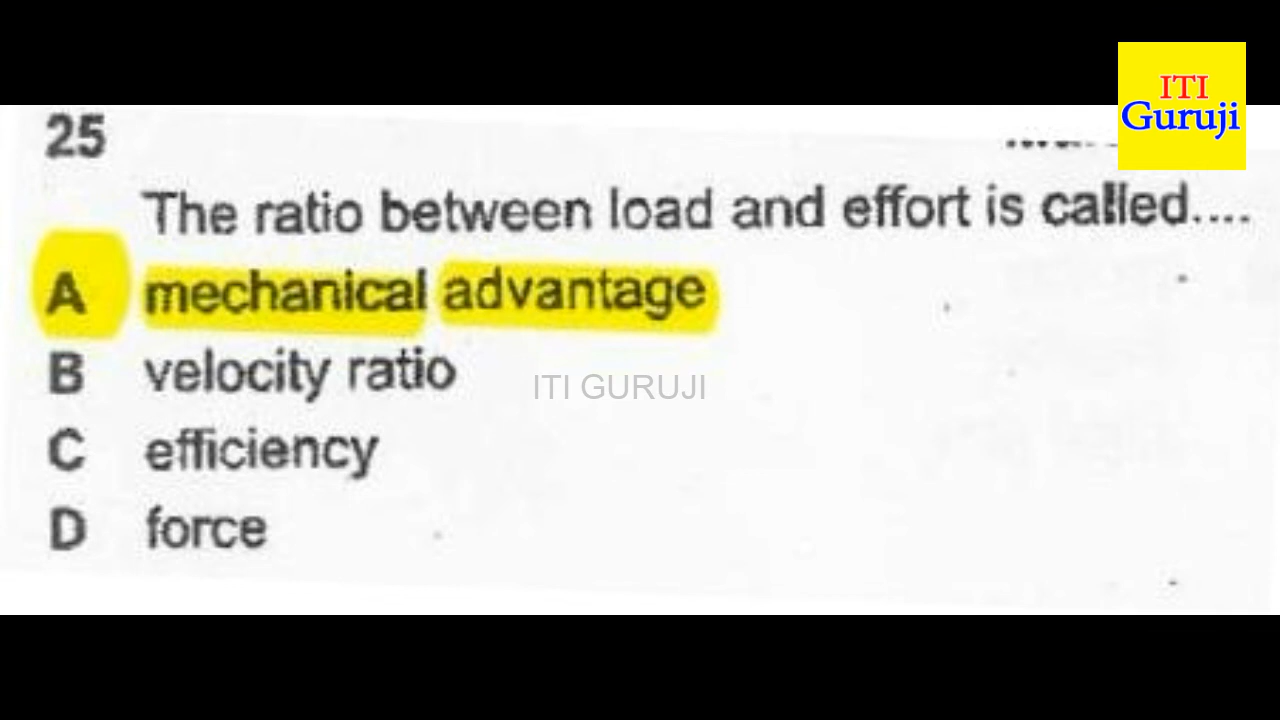 ITI
Guruji
25
The ratio between load and effort is called....
A mechanical advantage
B velocity ratio
ITI GURUJI
C efficiency
D force